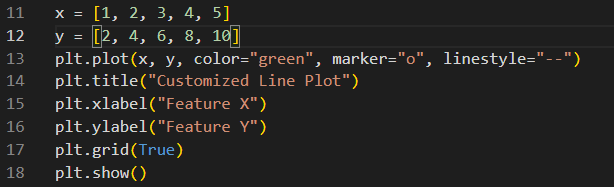 11 x = [1, 2, 3, 4, 5]
12 y = [2, 4, 6, 8, 10]
13 plt.plot(x, y, color="green", marker="o", linestyle="--")
14 plt.title("Customized Line Plot")
15 plt.xlabel("Feature X")
16 plt.ylabel("Feature Y")
17 plt.grid(True)
18 plt.show()